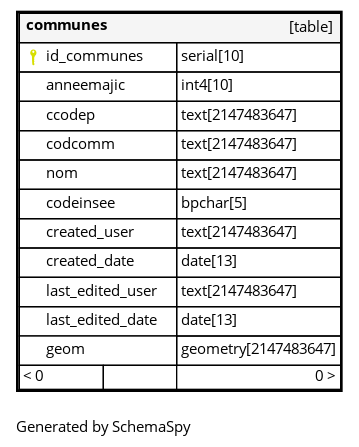 communes [table]
id_communes serial[10]
anneemajic int4[10]
ccodep text[2147483647]
codcomm text[2147483647]
nom text[2147483647]
codeinsee bpchar[5]
created_user text[2147483647]
created_date date[13]
last_edited_user text[2147483647]
last_edited_date date[13]
geom geometry[2147483647]
< 0 0 >
Generated by SchemaSpy